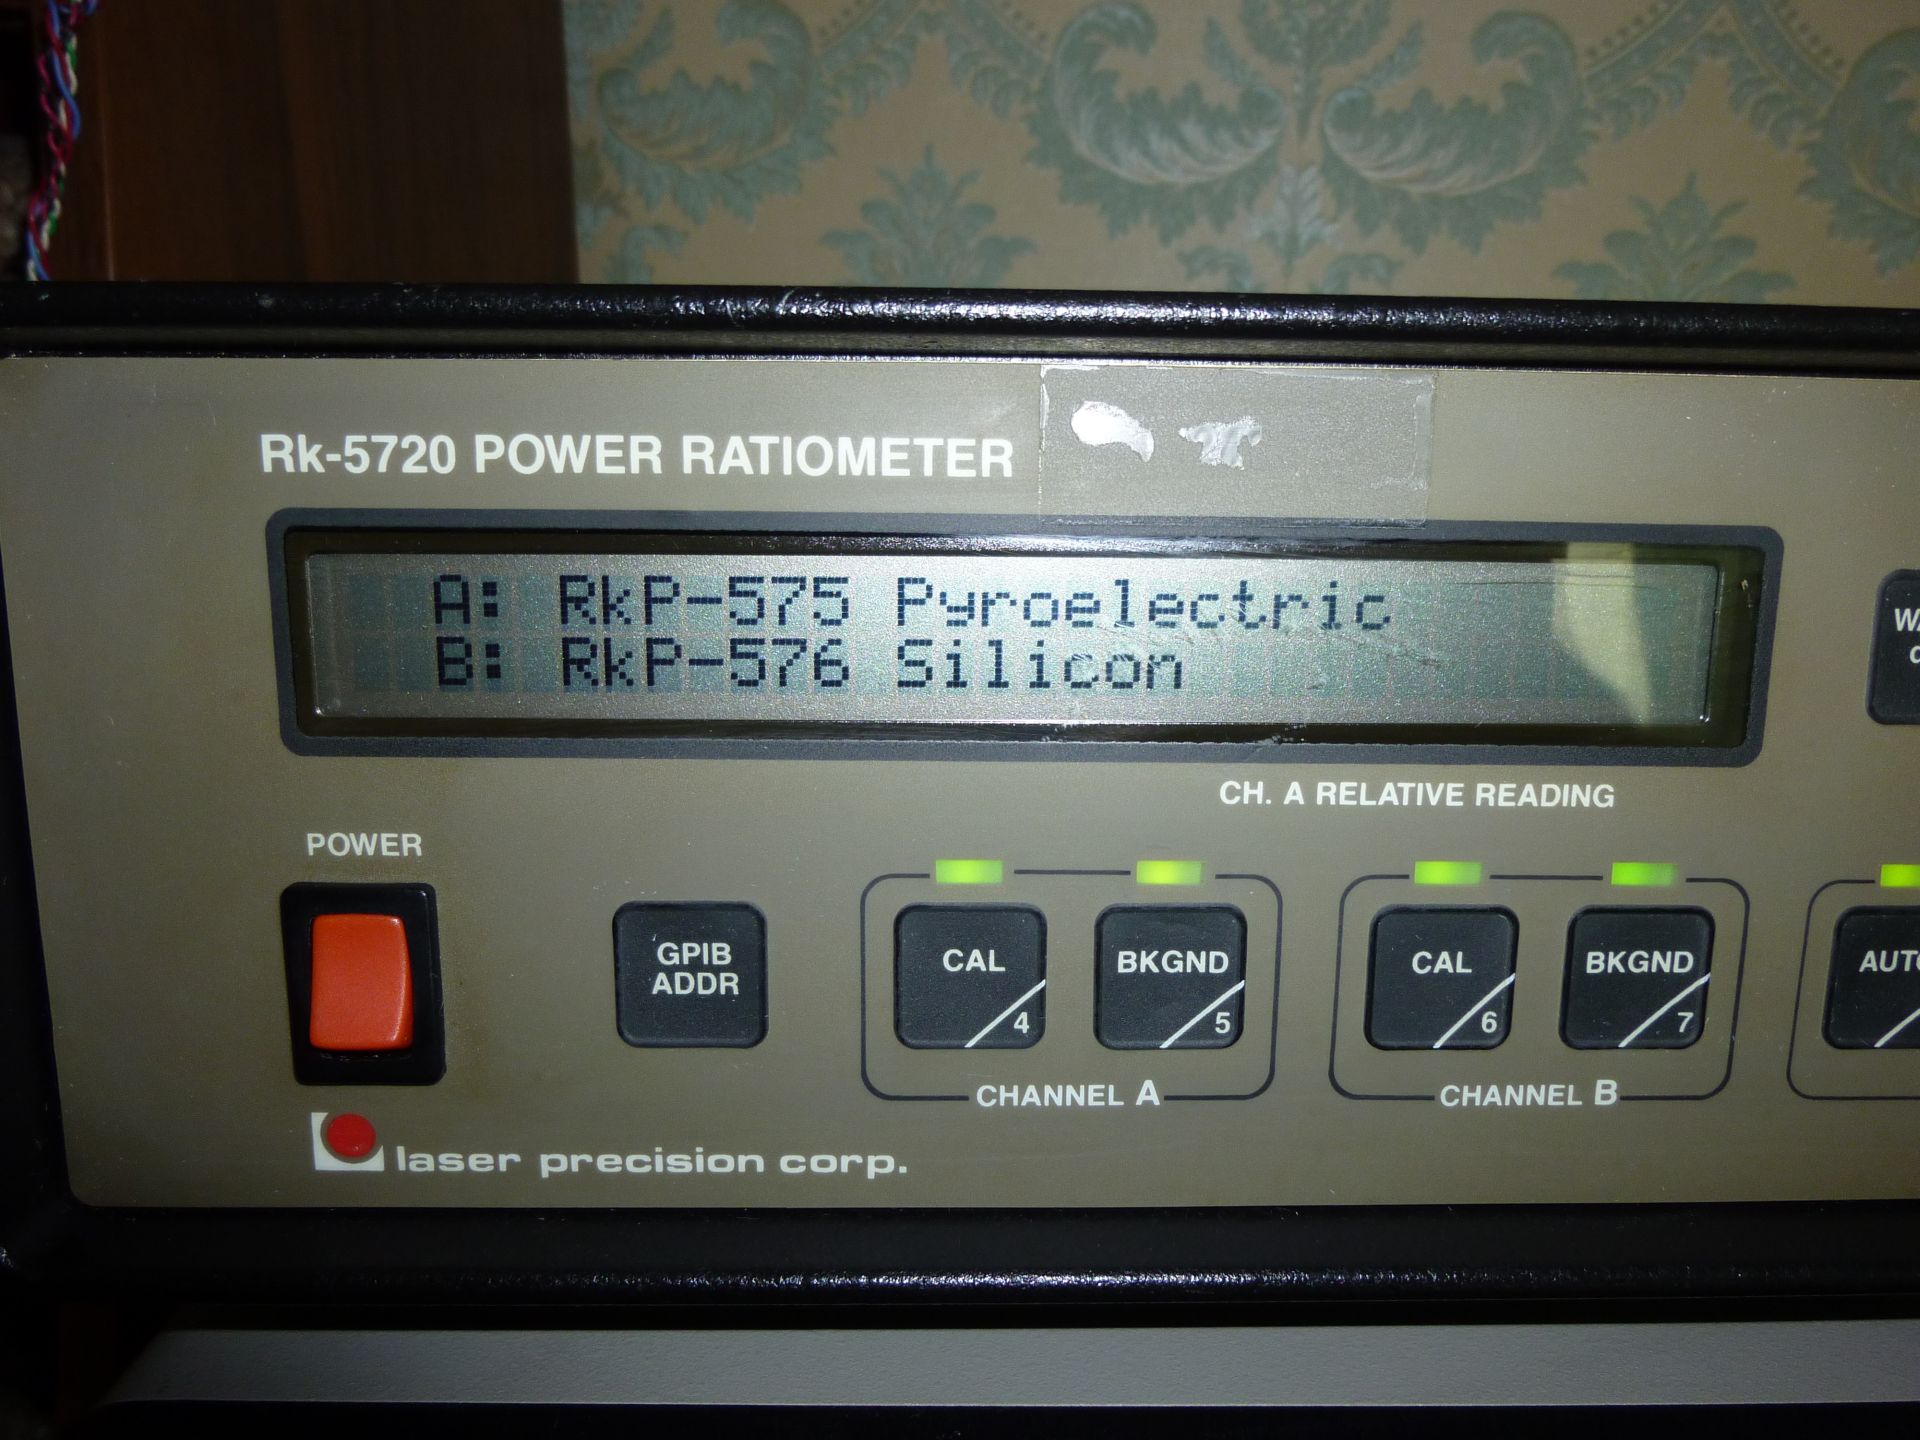 Rk-5720 POWER RATIOMETER
A: RkP-575 Pyroelectric
B: RkP-576 Silicon
CH. A RELATIVE READING
POWER
GPIB
ADDR
CAL
4
BKGND
5
CHANNEL A
CAL
6
BKGND
7
CHANNEL B
AUTO
laser precision corp.